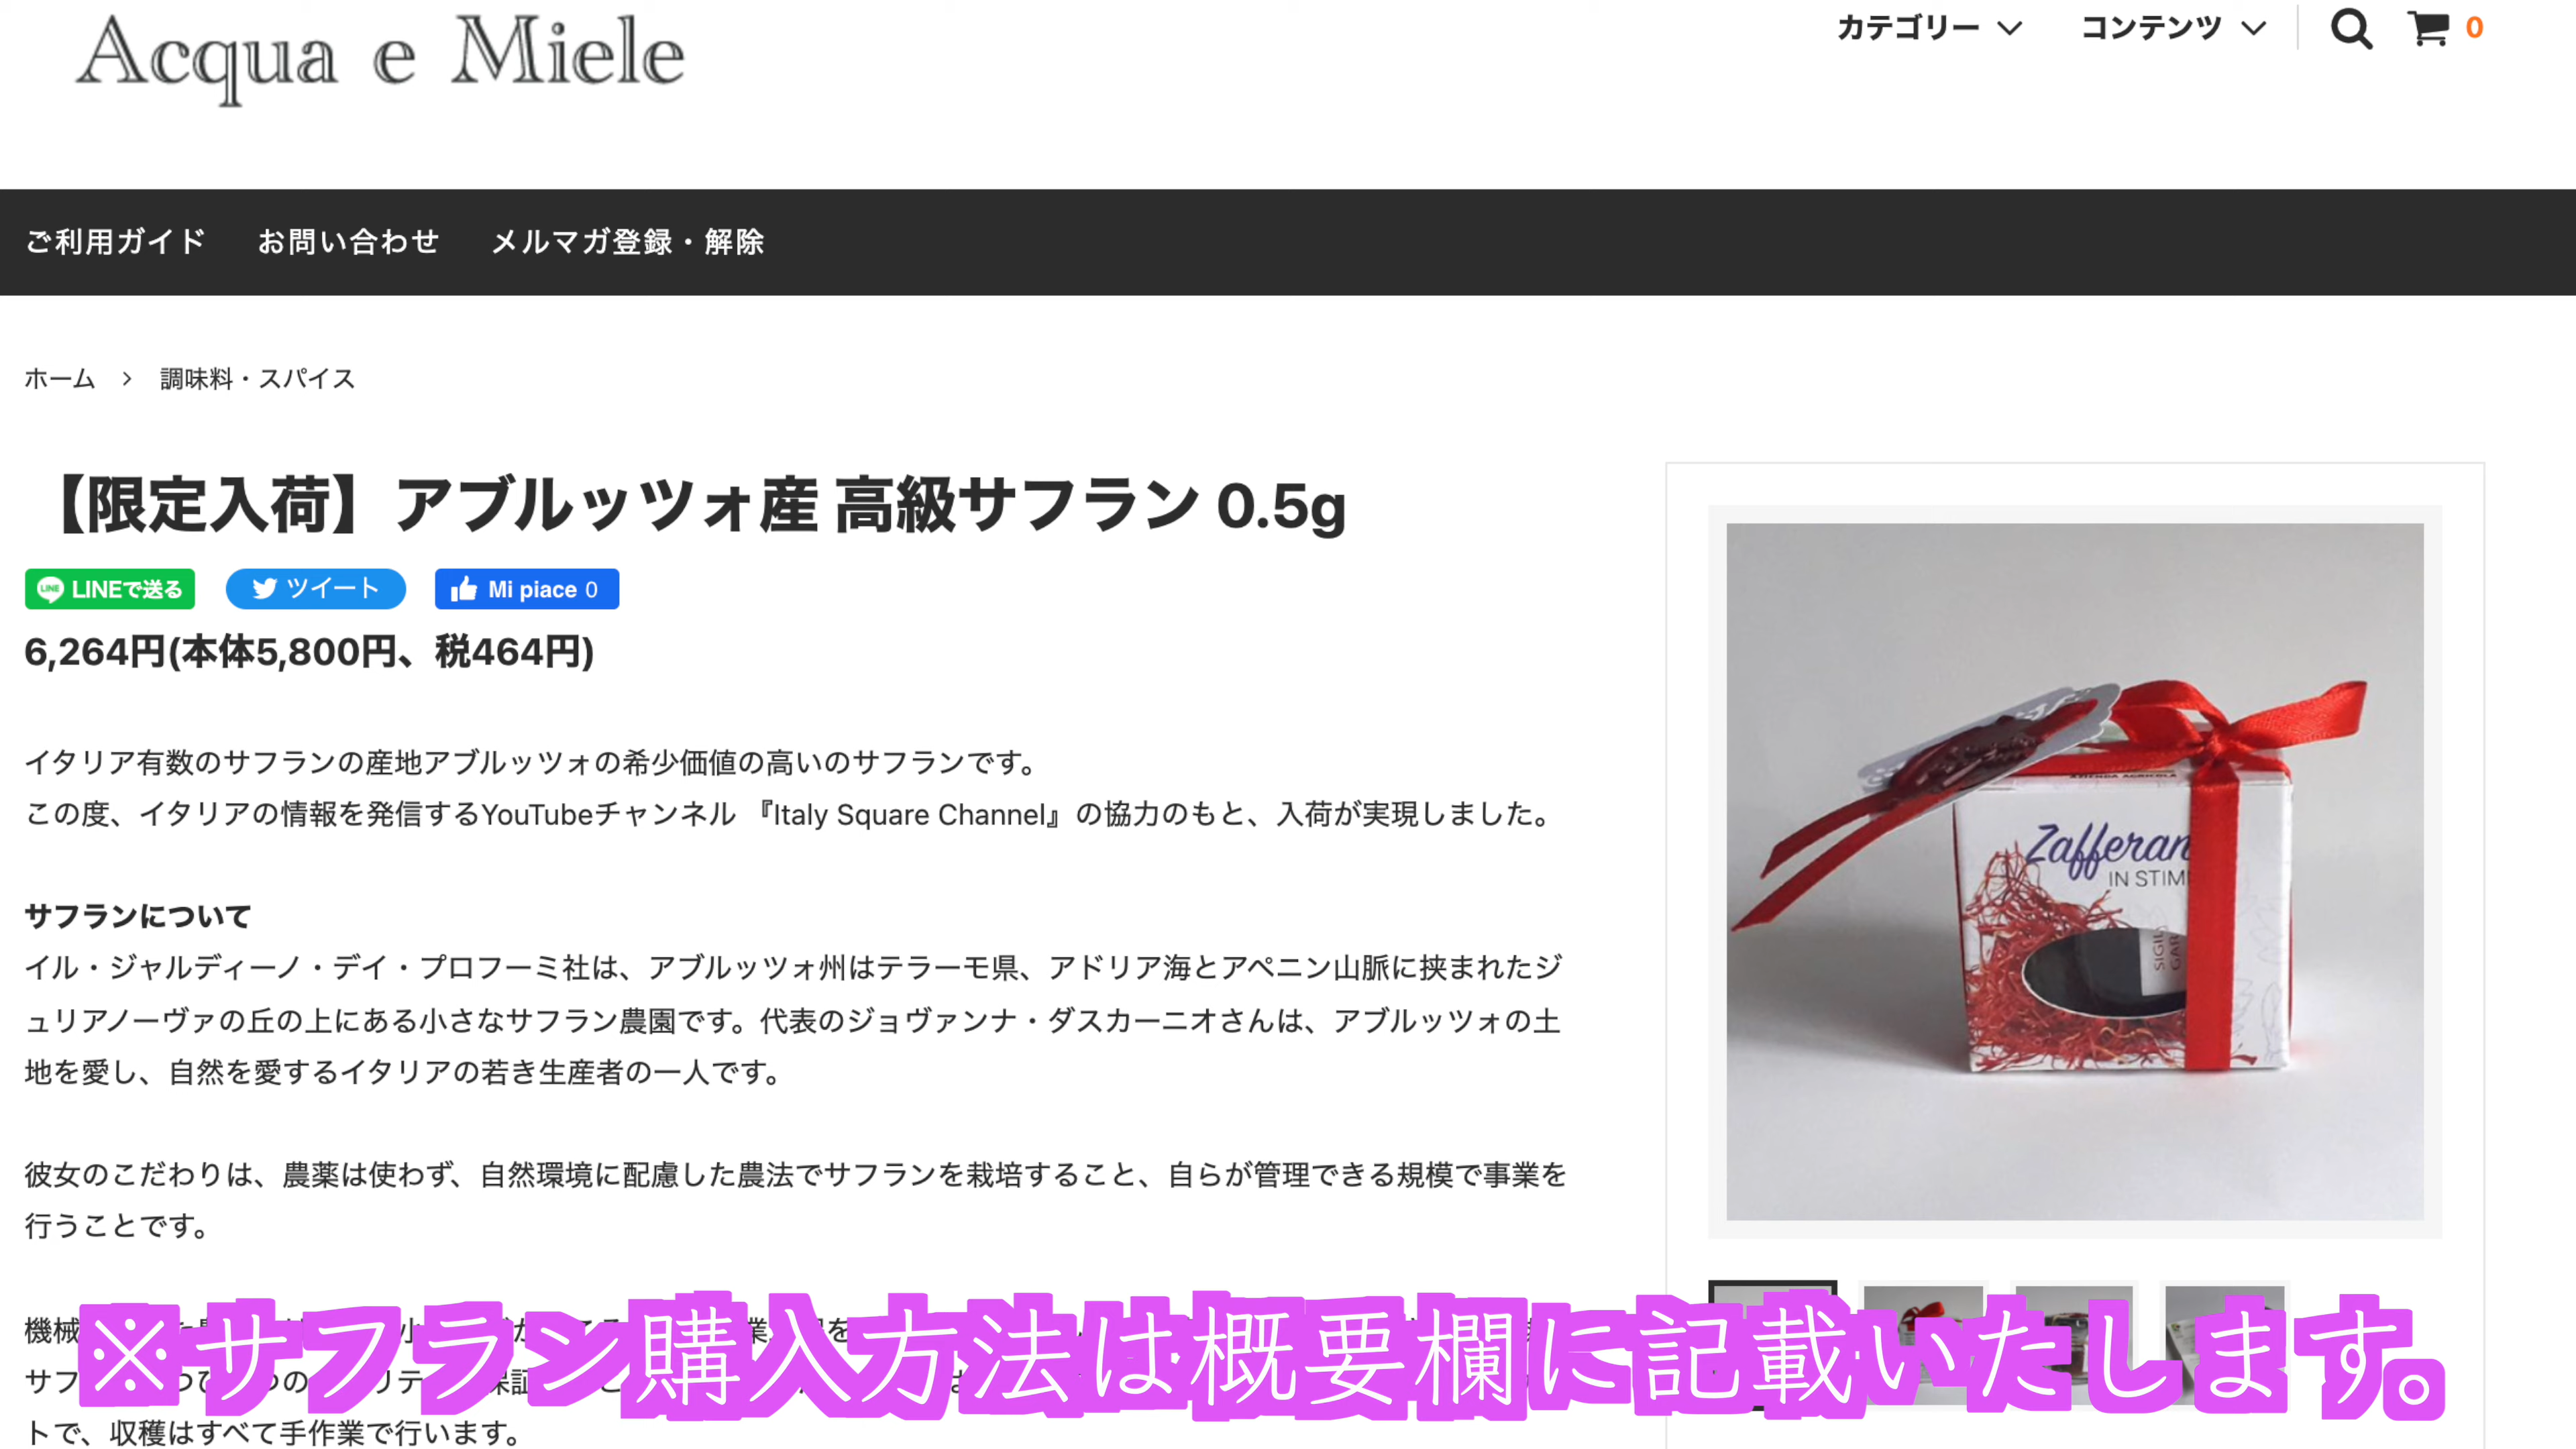 Acqua e Miele
カテゴリー
コンテンツ
0
ご利用ガイド
お問い合わせ
メルマガ登録・解除
ホーム > 調味料・スパイス
【限定入荷】アブルッツォ産 高級サフラン 0.5g
LINEで送る
ツイート
Mi piace 0
6,264円(本体5,800円、税464円)
イタリア有数のサフランの産地アブルッツォの希少価値の高いのサフランです。
この度、イタリアの情報を発信するYouTubeチャンネル 『Italy Square Channel』の協力のもと、入荷が実現しました。
サフランについて
イル・ジャルディーノ・デイ・プロフーミ社は、アブルッツォ州はテラーモ県、アドリア海とアペニン山脈に挟まれたジ
ュリアノーヴァの丘の上にある小さなサフラン農園です。代表のジョヴァンナ・ダスカーニオさんは、アブルッツォの土
地を愛し、自然を愛するイタリアの若き生産者の一人です。
彼女のこだわりは、農薬は使わず、自然環境に配慮した農法でサフランを栽培すること、自らが管理できる規模で事業を
行うことです。
機械
サフ
トで、収穫はすべて手作業で行います。
AZIENDA AGRICOLA
Zafferan
IN STIM
SIGIL
GAR
※サフラン購入方法は概要欄に記載いたします。